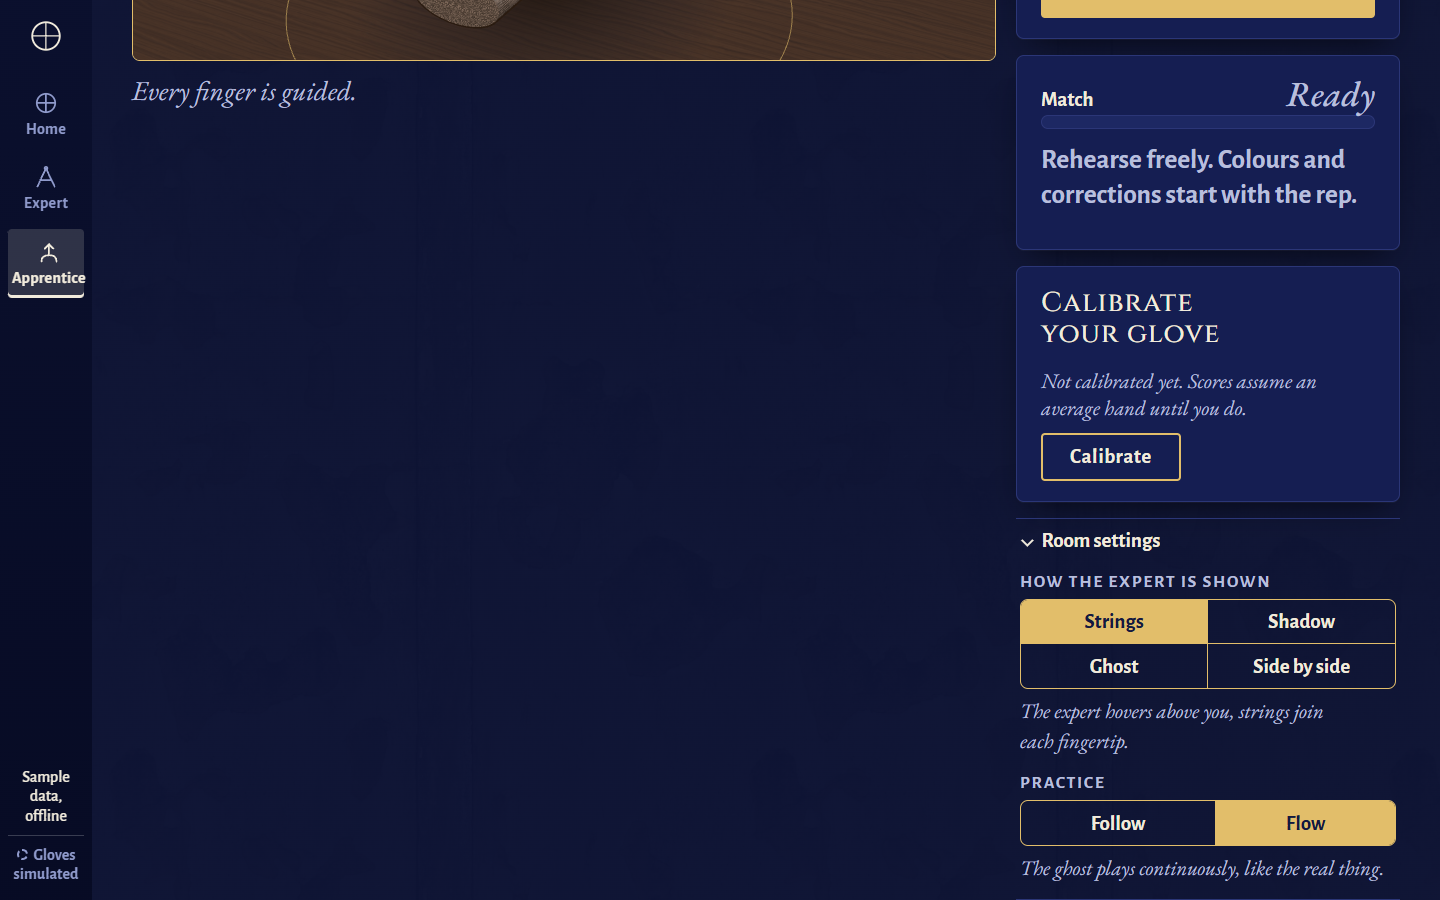 Home
Expert
Apprentice
Sample
data,
offline
Gloves
simulated
Every finger is guided.
Match
Ready
Rehearse freely. Colours and
corrections start with the rep.
Calibrate
your glove
Not calibrated yet. Scores assume an
average hand until you do.
Calibrate
Room settings
HOW THE EXPERT IS SHOWN
Strings
Shadow
Ghost
Side by side
The expert hovers above you, strings join
each fingertip.
PRACTICE
Follow
Flow
The ghost plays continuously, like the real thing.